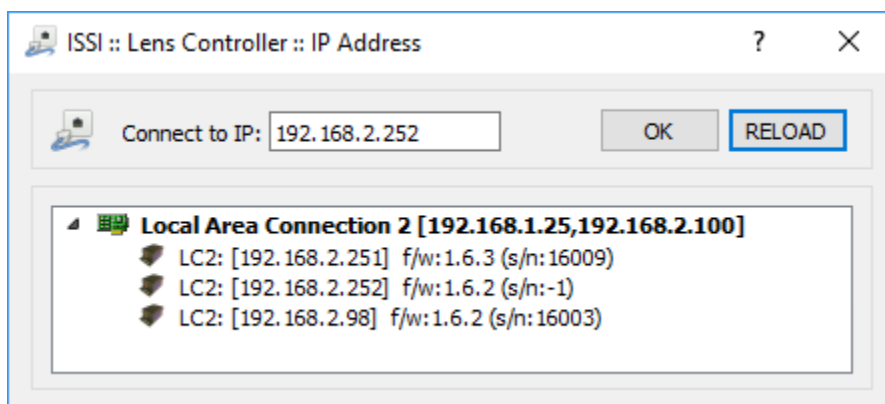 ISSI :: Lens Controller :: IP Address
Connect to IP: 192.168.2.252 OK RELOAD
Local Area Connection 2 [192.168.1.25,192.168.2.100]
LC2: [192.168.2.251] f/w:1.6.3 (s/n:16009)
LC2: [192.168.2.252] f/w:1.6.2 (s/n:-1)
LC2: [192.168.2.98] f/w:1.6.2 (s/n:16003)